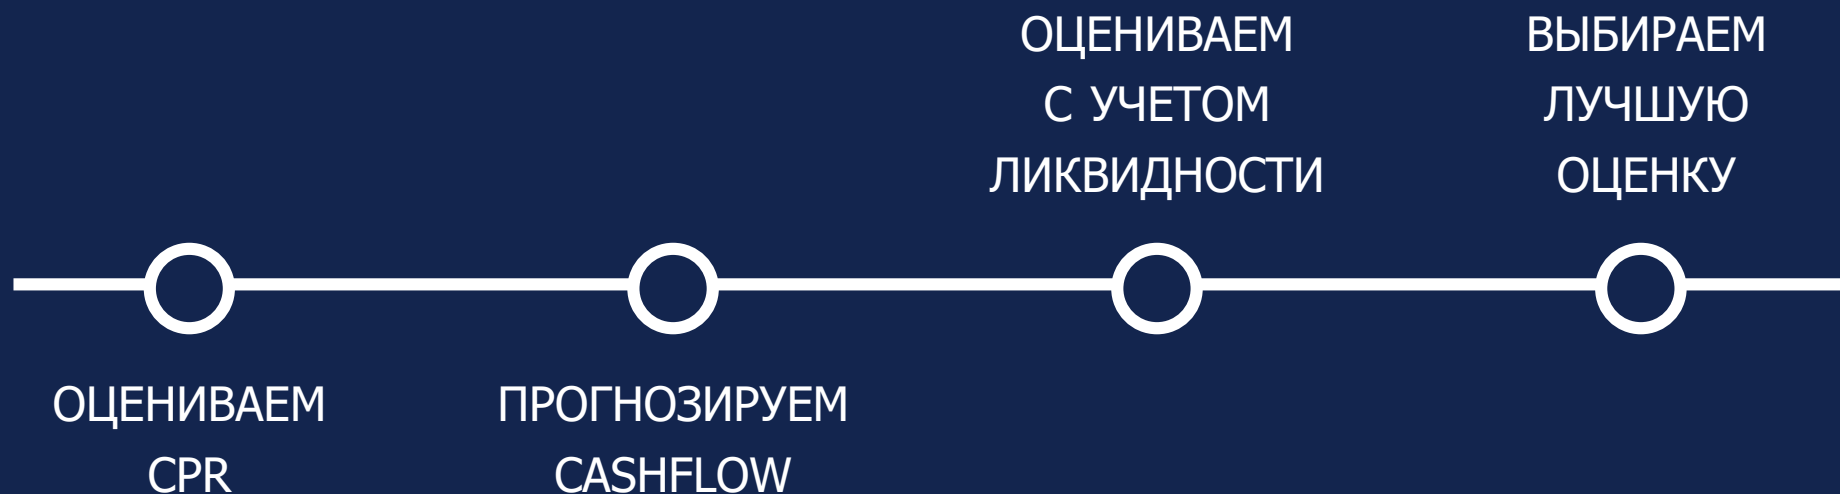 ОЦЕНИВАЕМ
CPR
ПРОГНОЗИРУЕМ
CASHFLOW
ОЦЕНИВАЕМ
С УЧЕТОМ
ЛИКВИДНОСТИ
ВЫБИРАЕМ
ЛУЧШУЮ
ОЦЕНКУ